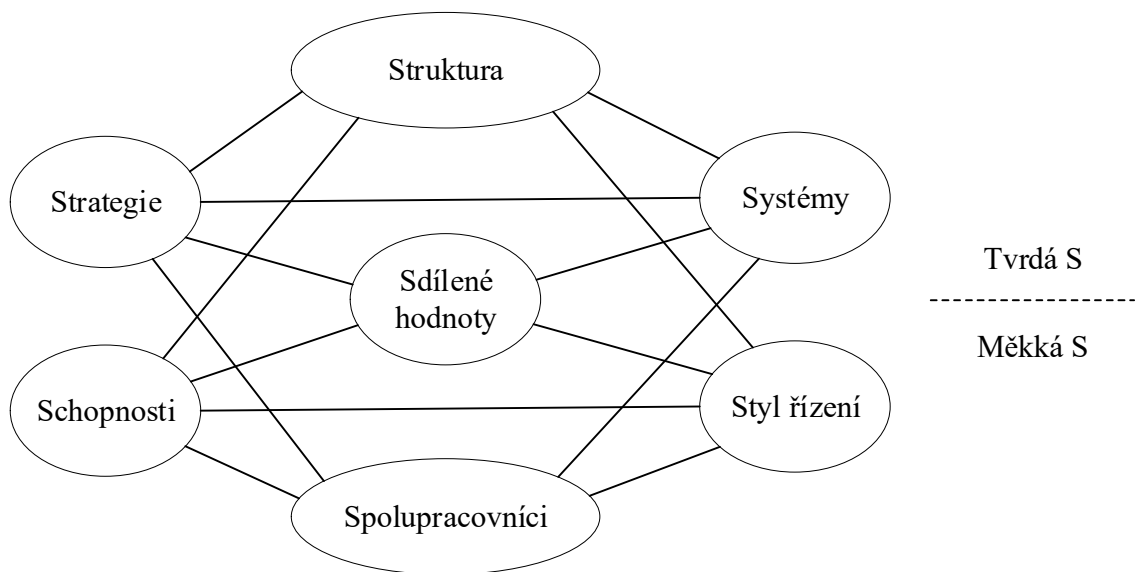 Struktura
Strategie
Systémy
Sdílené
hodnoty
Tvrdá S
Měkká S
Schopnosti
Styl řízení
Spolupracovníci